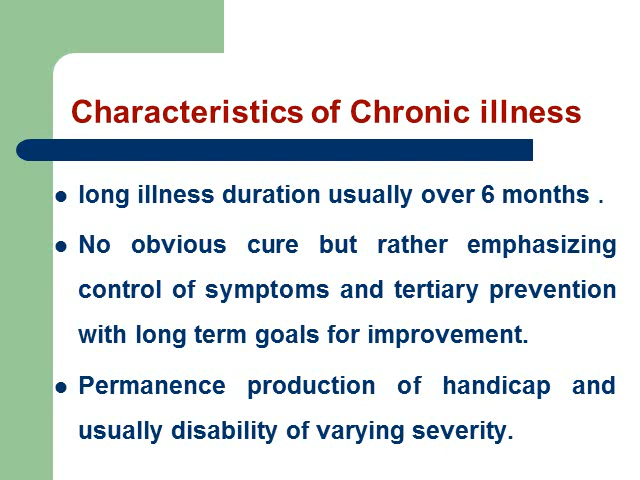 Characteristics of Chronic illness
● long illness duration usually over 6 months .
● No obvious cure but rather emphasizing
control of symptoms and tertiary prevention
with long term goals for improvement.
● Permanence production of handicap and
usually disability of varying severity.